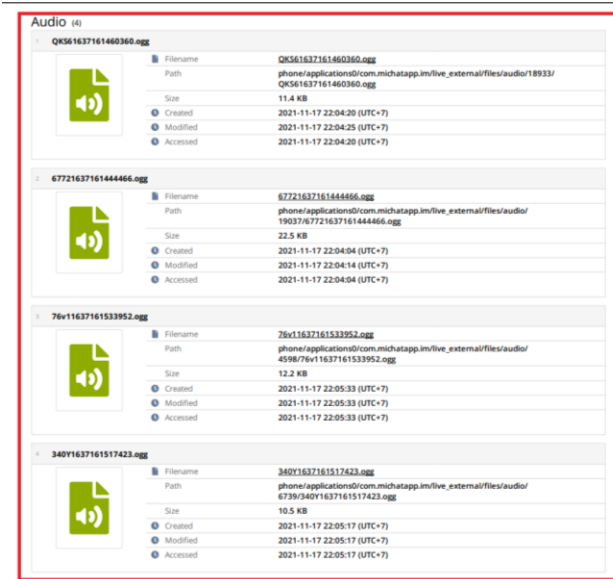 Audio (4)
1 QKS61637161460360.ogg
Filename QKS61637161460360.ogg
Path phone/applications0/com.michatapp.im/live_external/files/audio/18933/
QKS61637161460360.ogg
Size 11.4 KB
Created 2021-11-17 22:04:20 (UTC+7)
Modified 2021-11-17 22:04:25 (UTC+7)
Accessed 2021-11-17 22:04:20 (UTC+7)
2 67721637161444466.ogg
Filename 67721637161444466.ogg
Path phone/applications0/com.michatapp.im/live_external/files/audio/
19037/67721637161444466.ogg
Size 22.5 KB
Created 2021-11-17 22:04:04 (UTC+7)
Modified 2021-11-17 22:04:14 (UTC+7)
Accessed 2021-11-17 22:04:04 (UTC+7)
3 76v11637161533952.ogg
Filename 76v11637161533952.ogg
Path phone/applications0/com.michatapp.im/live_external/files/audio/
4598/76v11637161533952.ogg
Size 12.2 KB
Created 2021-11-17 22:05:33 (UTC+7)
Modified 2021-11-17 22:05:33 (UTC+7)
Accessed 2021-11-17 22:05:33 (UTC+7)
4 340Y1637161517423.ogg
Filename 340Y1637161517423.ogg
Path phone/applications0/com.michatapp.im/live_external/files/audio/
6739/340Y1637161517423.ogg
Size 10.5 KB
Created 2021-11-17 22:05:17 (UTC+7)
Modified 2021-11-17 22:05:17 (UTC+7)
Accessed 2021-11-17 22:05:17 (UTC+7)